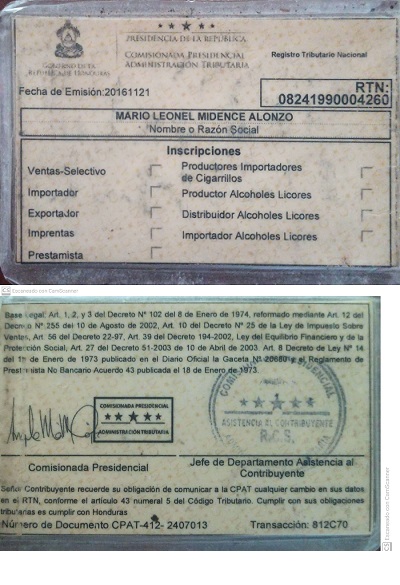 GOBIERNO DE LA
REPÚBLICA DE HONDURAS
PRESIDENCIA DE LA REPÚBLICA
COMISIONADA PRESIDENCIAL
ADMINISTRACIÓN TRIBUTARIA
Registro Tributario Nacional
Fecha de Emisión:20161121
RTN:
08241990004260
MARIO LEONEL MIDENCE ALONZO
Nombre o Razón Social
Inscripciones
Ventas-Selectivo
Productores Importadores
de Cigarrillos
Importador
Productor Alcoholes Licores
Exportador
Distribuidor Alcoholes Licores
Imprentas
Importador Alcoholes Licores
Prestamista
CS Escaneado con CamScanner
Base Legal: Art. 1, 2, y 3 del Decreto N° 102 del 8 de Enero de 1974, reformado mediante Art. 12 del
Decreto N° 255 del 10 de Agosto de 2002, Art. 10 del Decreto N° 25 de la Ley de Impuesto Sobre
Ventas, Art. 56 del Decreto 22-97, Art. 39 del Decreto 194-2002, Ley del Equilibrio Financiero y de la
Protección Social, Art. 27 del Decreto 51-2003 de 10 de Abril de 2003. Art. 8 Decreto de Ley N° 14
del 1° de Enero de 1973 publicado en el Diario Oficial la Gaceta N° 20680 y el Reglamento de
Prestamista No Bancario Acuerdo 43 publicado el 18 de Enero de 1973.
COMISIONADA PRESIDENCIAL
ADMINISTRACIÓN TRIBUTARIA
ASISTENCIA AL CONTRIBUYENTE
R.C.S.
Comisionada Presidencial
Jefe de Departamento Asistencia al
Contribuyente
Señor Contribuyente recuerde su obligación de comunicar a la CPAT cualquier cambio en sus datos
en el RTN, conforme el artículo 43 numeral 5 del Código Tributario. Cumplir con sus obligaciones
tributarias es cumplir con Honduras
Número de Documento CPAT-412- 2407013
Transacción: 812C70
CS Escaneado con CamScanner